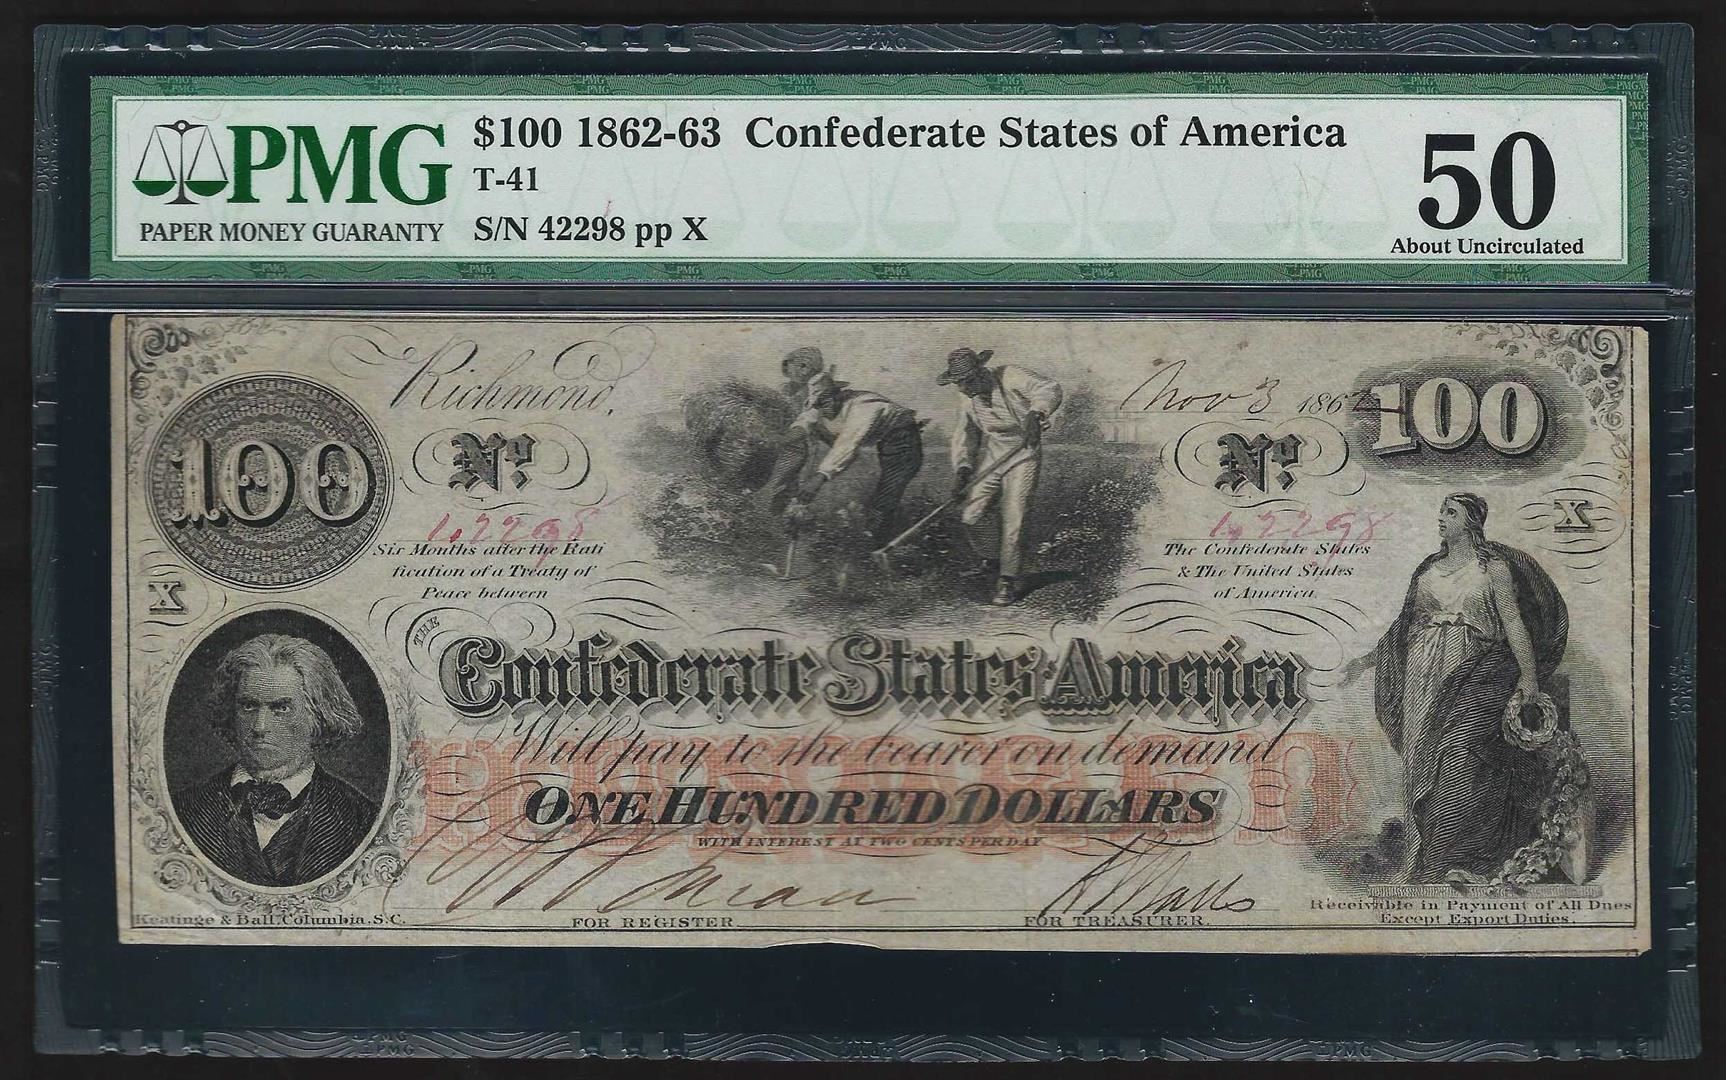 PMG
PAPER MONEY GUARANTY
$100 1862-63 Confederate States of America
T-41
S/N 42298 pp X
50
About Uncirculated
Richmond,
Nov 3 1862
100
100
No
No
42298
42298
X
X
Six Months after the Rati
fication of a Treaty of
Peace between
The Confederate States
& The United States
of America.
THE
Confederate States America
Will pay to the bearer on demand
HUNDRED
ONE HUNDRED DOLLARS
WITH INTEREST AT TWO CENTS PER DAY
Keatinge & Ball, Columbia, S.C.
FOR REGISTER.
FOR TREASURER.
Receivable in Payment of All Dues
Except Export Duties.